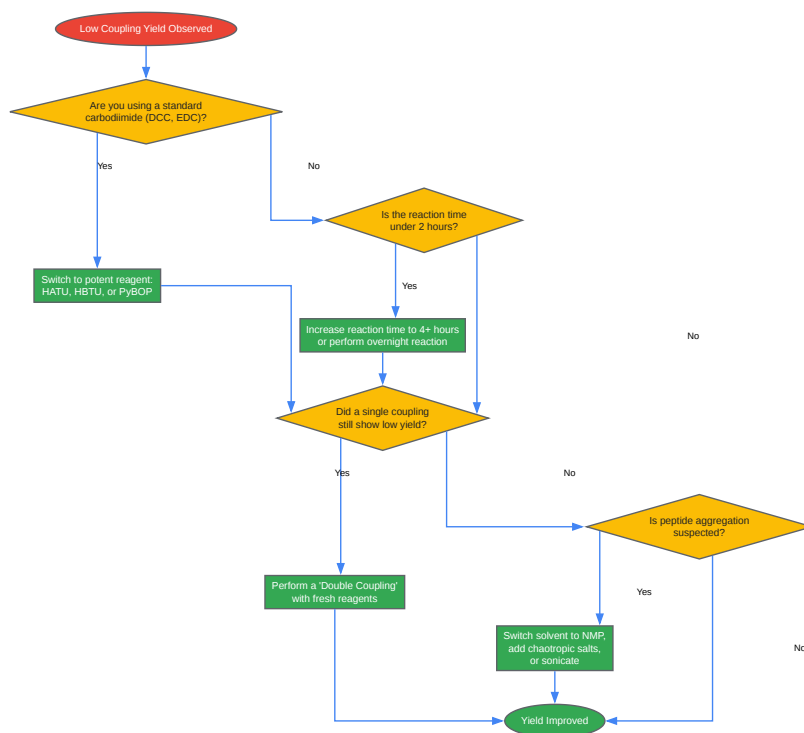 Low Coupling Yield Observed
Are you using a standard
carbodiimide (DCC, EDC)?
Yes
No
Is the reaction time
under 2 hours?
Switch to potent reagent:
HATU, HBTU, or PyBOP
Yes
Increase reaction time to 4+ hours
or perform overnight reaction
No
Did a single coupling
still show low yield?
Yes
No
Is peptide aggregation
suspected?
Perform a 'Double Coupling'
with fresh reagents
Yes
Switch solvent to NMP,
add chaotropic salts,
or sonicate
No
Yield Improved